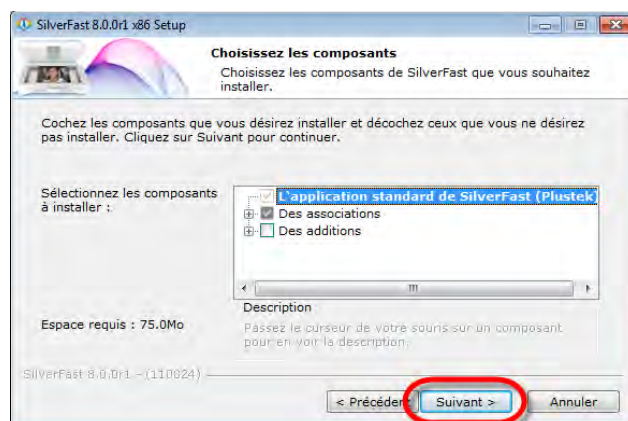 SilverFast 8.0.0r1 x86 Setup
Choisissez les composants
Choisissez les composants de SilverFast que vous souhaitez
installer.
Cochez les composants que vous désirez installer et décochez ceux que vous ne désirez
pas installer. Cliquez sur Suivant pour continuer.
Sélectionnez les composants
à installer :
L'application standard de SilverFast (Plustek)
Des associations
Des additions
Espace requis : 75.0Mo
Description
Passez le curseur de votre souris sur un composant
pour en voir la description.
SilverFast 8.0.0r1 - (110824)
< Précédent
Suivant >
Annuler